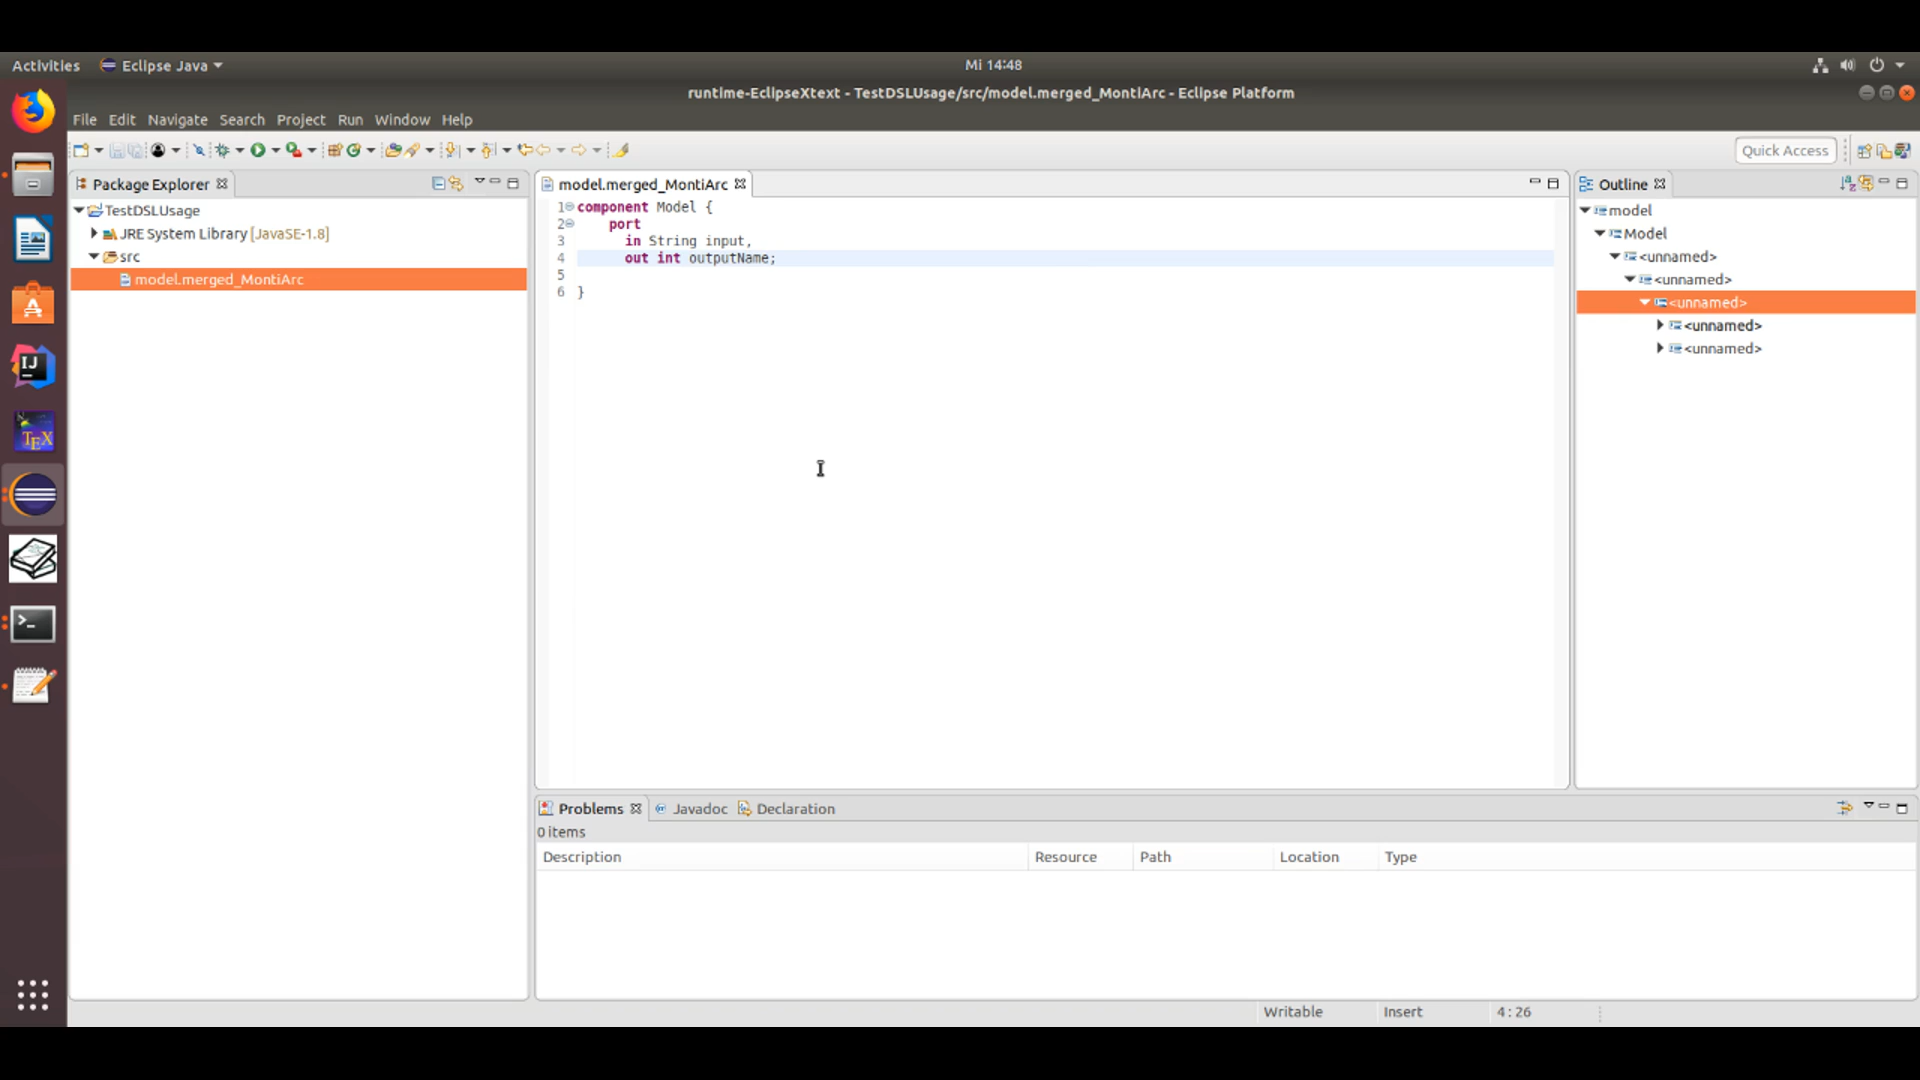 Activities Eclipse Java Mi 14:48
runtime-EclipseXtext - TestDSLUsage/src/model.merged_MontiArc - Eclipse Platform
File Edit Navigate Search Project Run Window Help
Quick Access
Package Explorer
TestDSLUsage
JRE System Library [JavaSE-1.8]
src
model.merged_MontiArc
model.merged_MontiArc
1 component Model {
2 port
3 in String input,
4 out int outputName;
5
6 }
Outline
model
Model
<unnamed>
<unnamed>
<unnamed>
<unnamed>
<unnamed>
Problems Javadoc Declaration
0 items
Description Resource Path Location Type
Writable Insert 4 : 26
IJ
TEX
>_